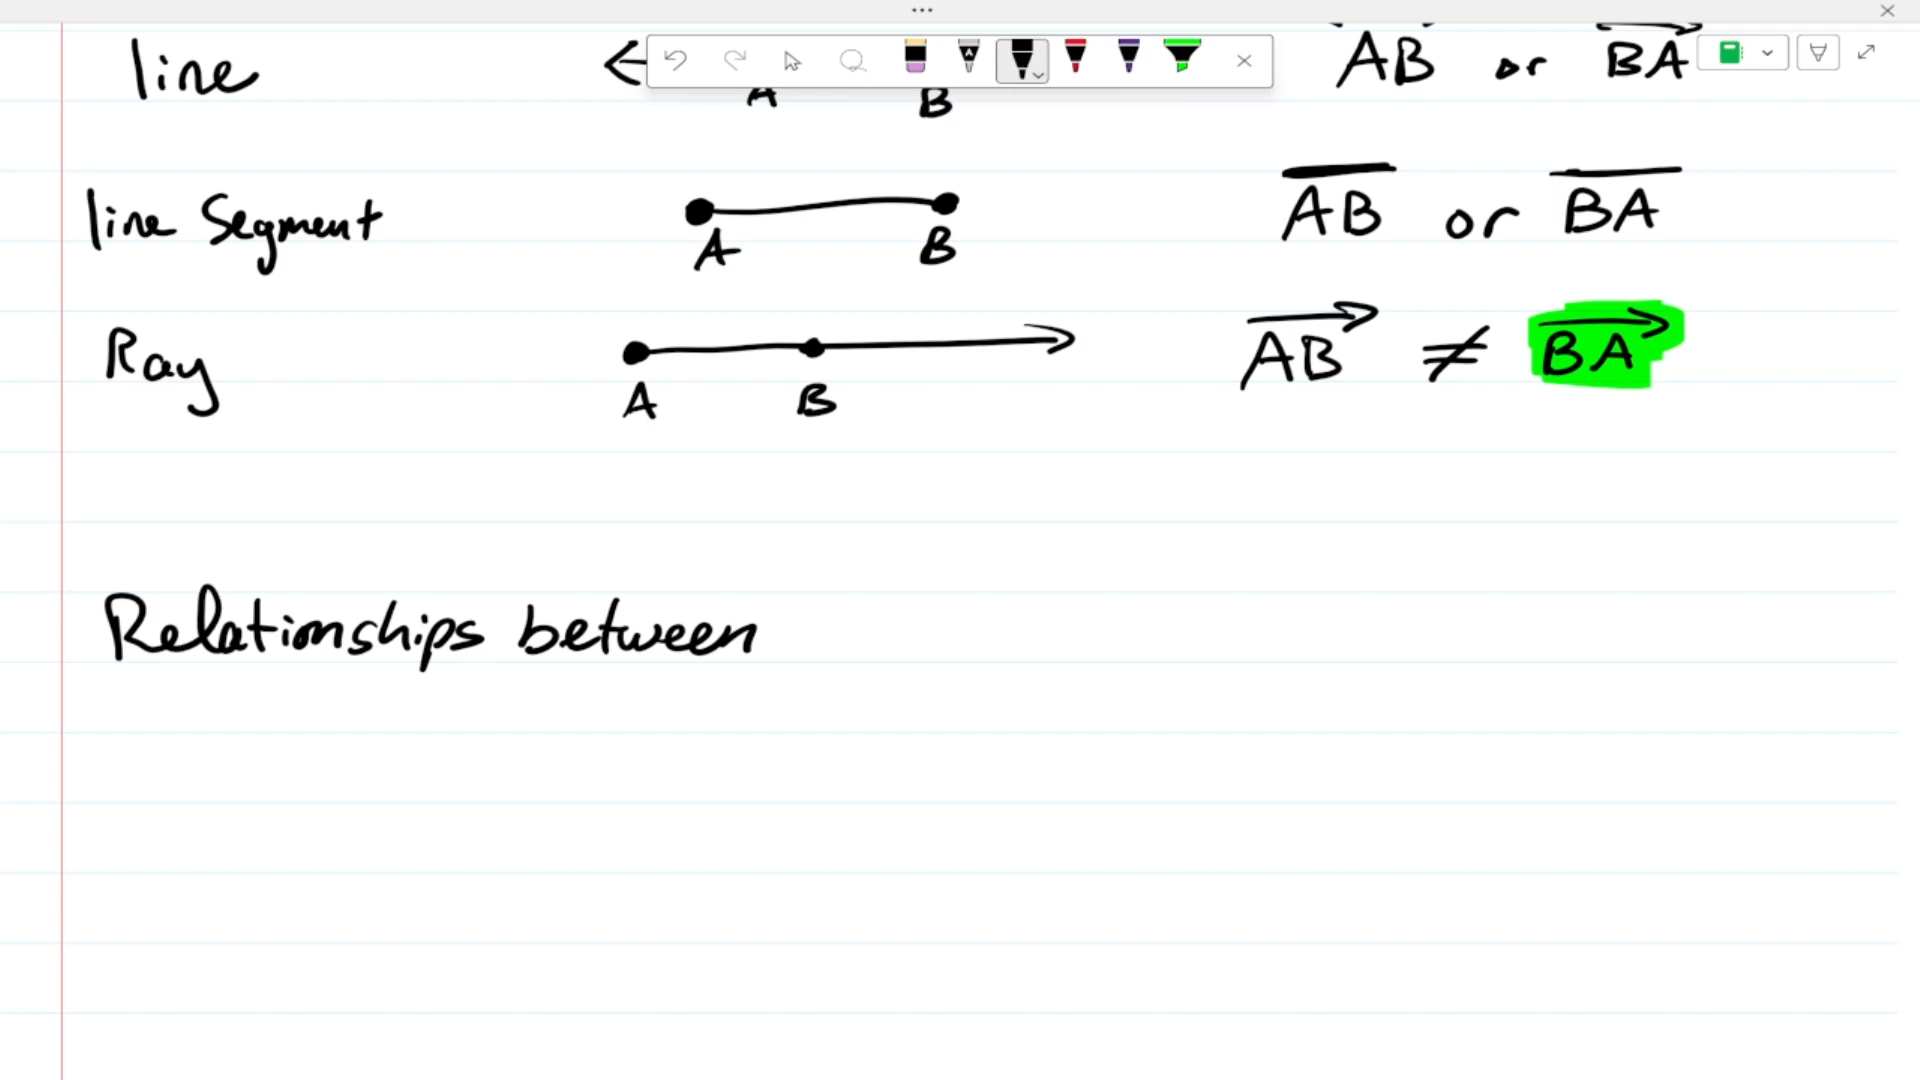 line A B AB or BA
line Segment A B AB or BA
Ray A B AB ≠ BA
Relationships between